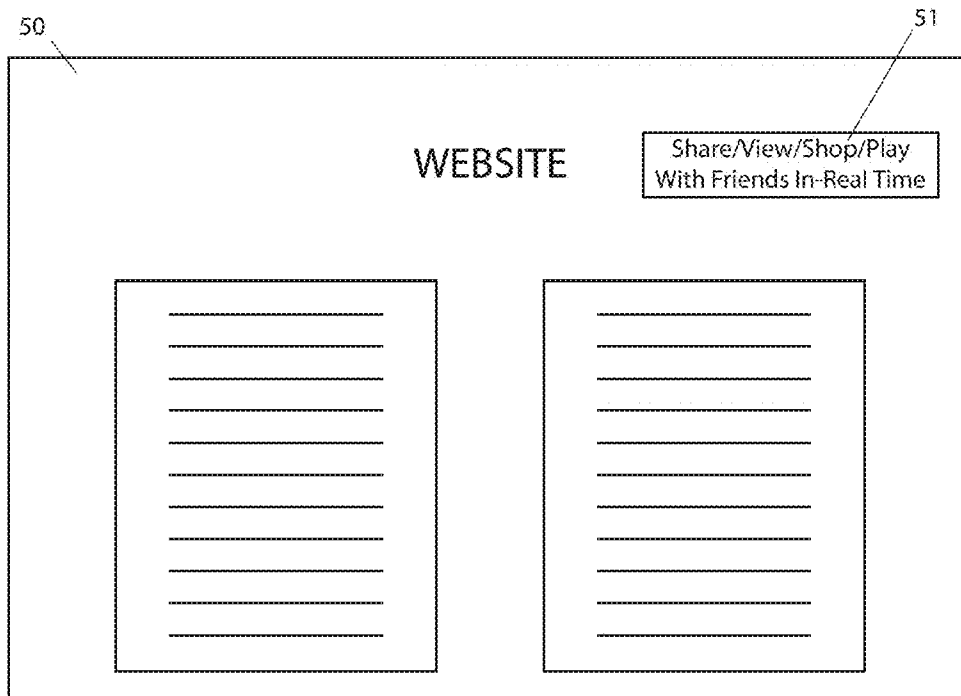 50
51
WEBSITE
Share/View/Shop/Play
With Friends In-Real Time